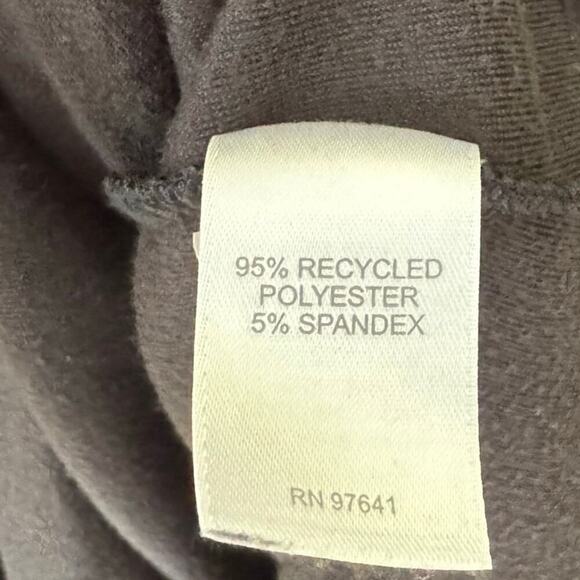 95% RECYCLED
POLYESTER
5% SPANDEX
RN 97641